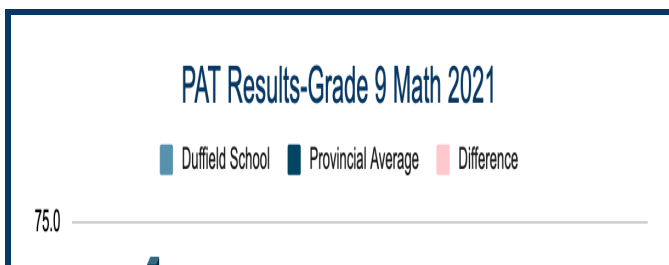 PAT Results-Grade 9 Math 2021
Duffield School Provincial Average Difference
75.0